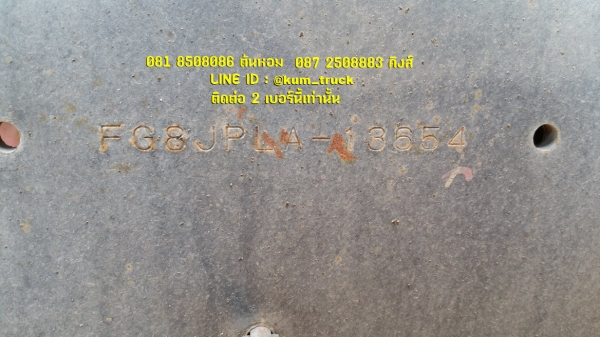 081 8508086 ต้นหอม 087 2508883 กิงส์
LINE ID : @kum_truck
ติดต่อ 2 เบอร์นี้เท่านั้น
FG8JPLA-13654